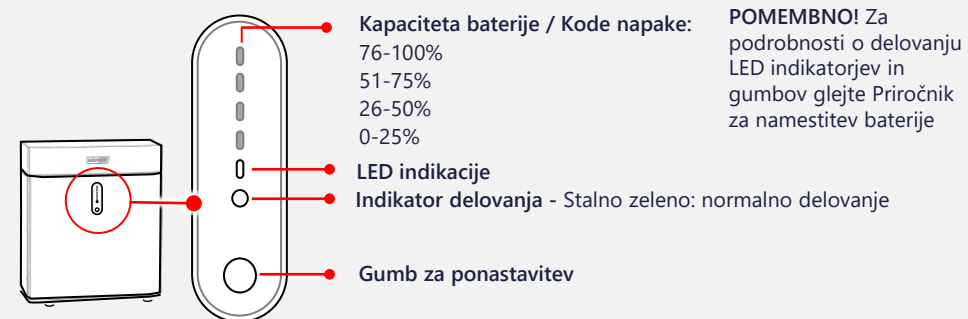 Kapaciteta baterije / Kode napake:
76-100%
51-75%
26-50%
0-25%
LED indikacije
Indikator delovanja - Stalno zeleno: normalno delovanje
Gumb za ponastavitev
POMEMBNO! Za
podrobnosti o delovanju
LED indikatorjev in
gumbov glejte Priročnik
za namestitev baterije